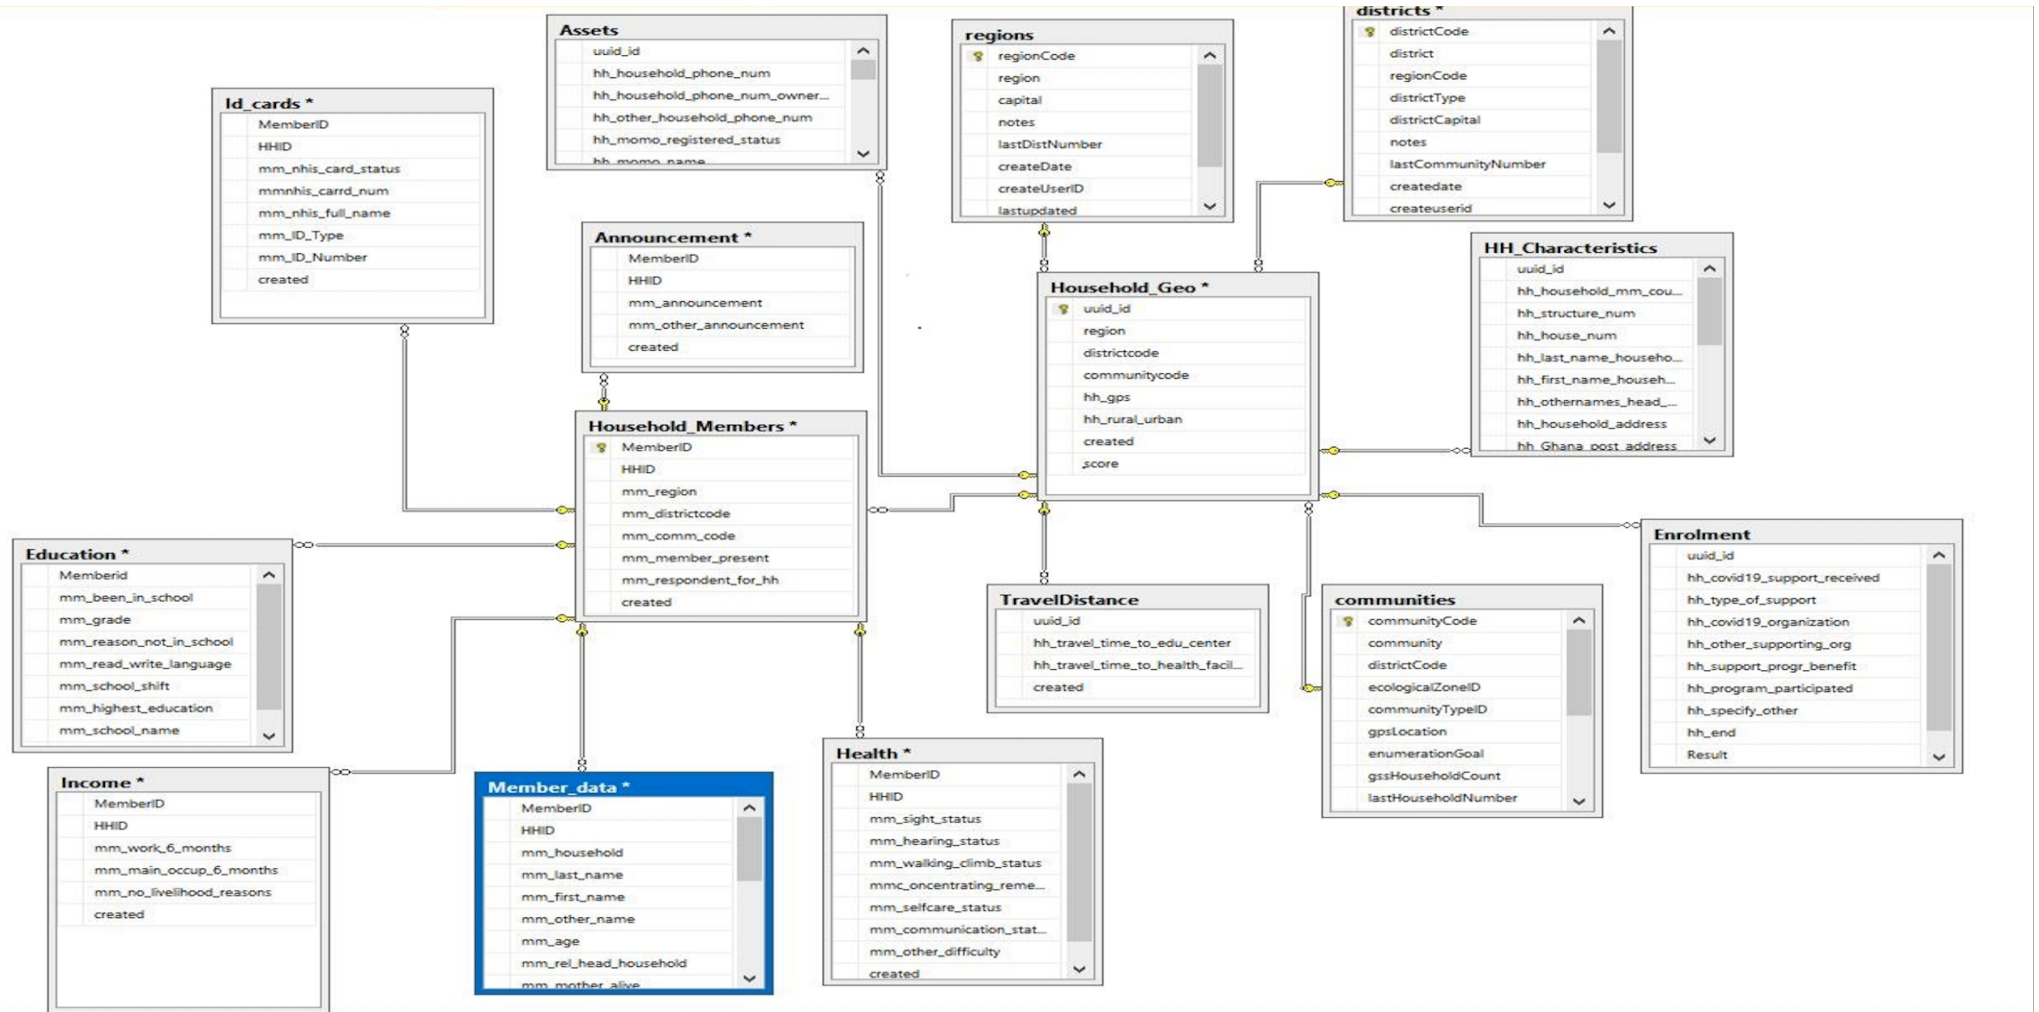 Assets
uuid_id
hh_household_phone_num
hh_household_phone_num_owner...
hh_other_household_phone_num
hh_momo_registered_status
hh_momo_name
regions
regionCode
region
capital
notes
lastDistNumber
createDate
createUserID
lastupdated
districts *
districtCode
district
regionCode
districtType
districtCapital
notes
lastCommunityNumber
createdate
createuserid
Id_cards *
MemberID
HHID
mm_nhis_card_status
mmnhis_carrd_num
mm_nhis_full_name
mm_ID_Type
mm_ID_Number
created
Announcement *
MemberID
HHID
mm_announcement
mm_other_announcement
created
Household_Geo *
uuid_id
region
districtcode
communitycode
hh_gps
hh_rural_urban
created
score
HH_Characteristics
uuid_id
hh_household_mm_cou...
hh_structure_num
hh_house_num
hh_last_name_househo...
hh_first_name_househ...
hh_othernames_head_...
hh_household_address
hh_Ghana_post_address
Household_Members *
MemberID
HHID
mm_region
mm_districtcode
mm_comm_code
mm_member_present
mm_respondent_for_hh
created
Education *
Memberid
mm_been_in_school
mm_grade
mm_reason_not_in_school
mm_read_write_language
mm_school_shift
mm_highest_education
mm_school_name
TravelDistance
uuid_id
hh_travel_time_to_edu_center
hh_travel_time_to_health_facil...
created
communities
communityCode
community
districtCode
ecologicalZoneID
communityTypeID
gpsLocation
enumerationGoal
gssHouseholdCount
lastHouseholdNumber
Enrolment
uuid_id
hh_covid19_support_received
hh_type_of_support
hh_covid19_organization
hh_other_supporting_org
hh_support_progr_benefit
hh_program_participated
hh_specify_other
hh_end
Result
Income *
MemberID
HHID
mm_work_6_months
mm_main_occup_6_months
mm_no_livelihood_reasons
created
Member_data *
MemberID
HHID
mm_household
mm_last_name
mm_first_name
mm_other_name
mm_age
mm_rel_head_household
mm_mother_alive
Health *
MemberID
HHID
mm_sight_status
mm_hearing_status
mm_walking_climb_status
mmc_oncentrating_reme...
mm_selfcare_status
mm_communication_stat...
mm_other_difficulty
created